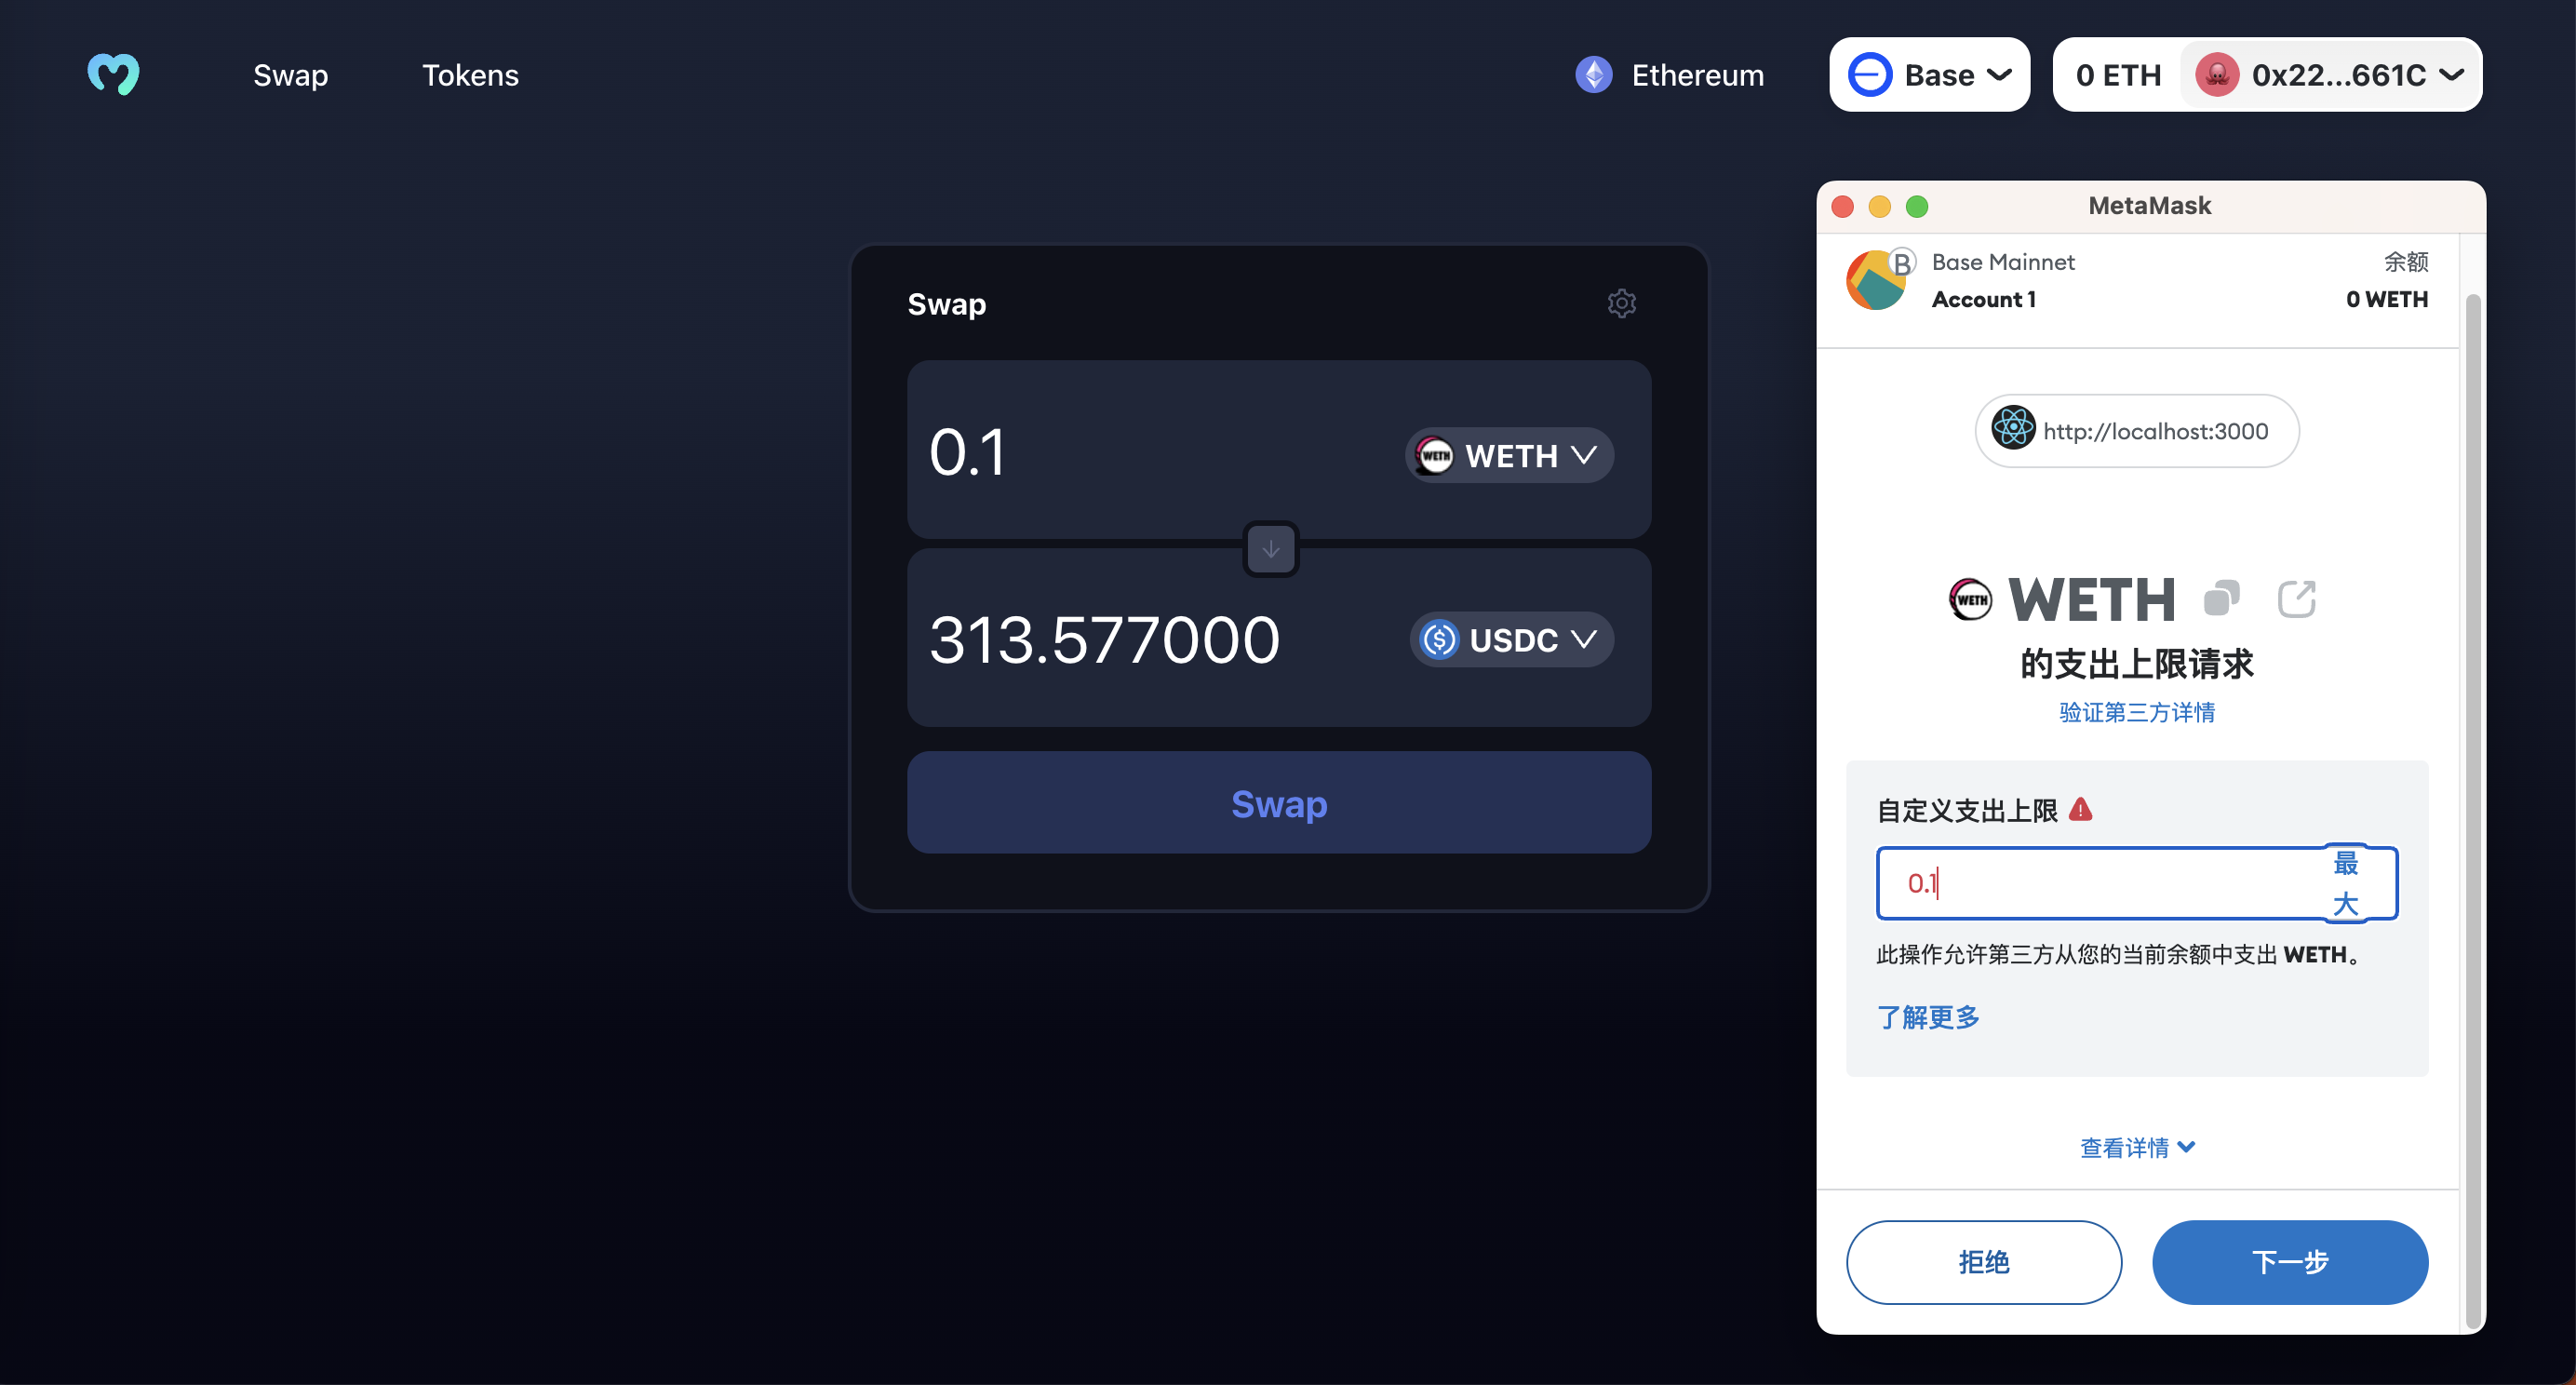 Swap
Tokens
Ethereum
Base
0 ETH
0x22...661C
Swap
0.1
WETH
WETH
313.577000
USDC
Swap
MetaMask
B
Base Mainnet
余额
Account 1
0 WETH
http://localhost:3000
WETH
WETH
的支出上限请求
验证第三方详情
自定义支出上限
0.1
最
大
此操作允许第三方从您的当前余额中支出 WETH。
了解更多
查看详情
拒绝
下一步